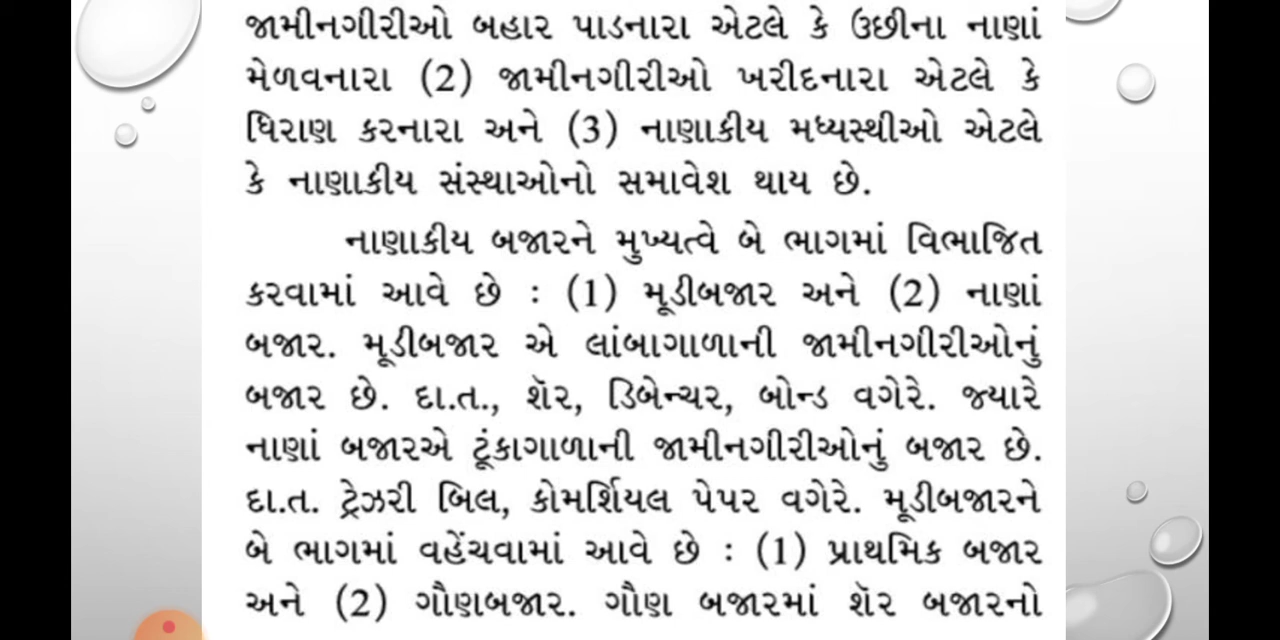 જામીનગીરીઓ બહાર પાડનારા એટલે કે ઉછીના નાણાં
મેળવનારા (2) જામીનગીરીઓ ખરીદનારા એટલે કે
ધિરાણ કરનારા અને (3) નાણાકીય મધ્યસ્થીઓ એટલે
કે નાણાકીય સંસ્થાઓનો સમાવેશ થાય છે.
નાણાકીય બજારને મુખ્યત્વે બે ભાગમાં વિભાજિત
કરવામાં આવે છે : (1) મૂડીબજાર અને (2) નાણાં
બજાર. મૂડીબજાર એ લાંબાગાળાની જામીનગીરીઓનું
બજાર છે. દા.ત., શૅર, ડિબેન્ચર, બોન્ડ વગેરે. જ્યારે
નાણાં બજારએ ટૂંકાગાળાની જામીનગીરીઓનું બજાર છે.
દા.ત. ટ્રેઝરી બિલ, કોમર્શિયલ પેપર વગેરે. મૂડીબજારને
બે ભાગમાં વહેંચવામાં આવે છે : (1) પ્રાથમિક બજાર
અને (2) ગૌણબજાર. ગૌણ બજારમાં શૅર બજારનો